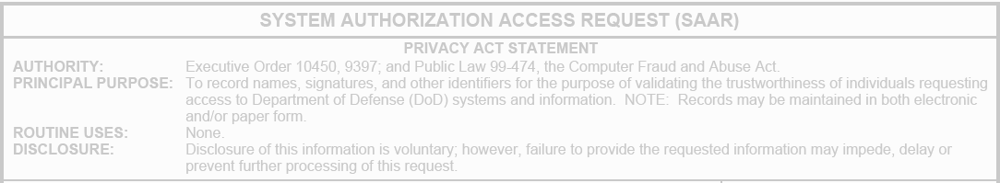 SYSTEM AUTHORIZATION ACCESS REQUEST (SAAR)
PRIVACY ACT STATEMENT
AUTHORITY: Executive Order 10450, 9397; and Public Law 99-474, the Computer Fraud and Abuse Act.
PRINCIPAL PURPOSE: To record names, signatures, and other identifiers for the purpose of validating the trustworthiness of individuals requesting
access to Department of Defense (DoD) systems and information. NOTE: Records may be maintained in both electronic
and/or paper form.
ROUTINE USES: None.
DISCLOSURE: Disclosure of this information is voluntary; however, failure to provide the requested information may impede, delay or
prevent further processing of this request.